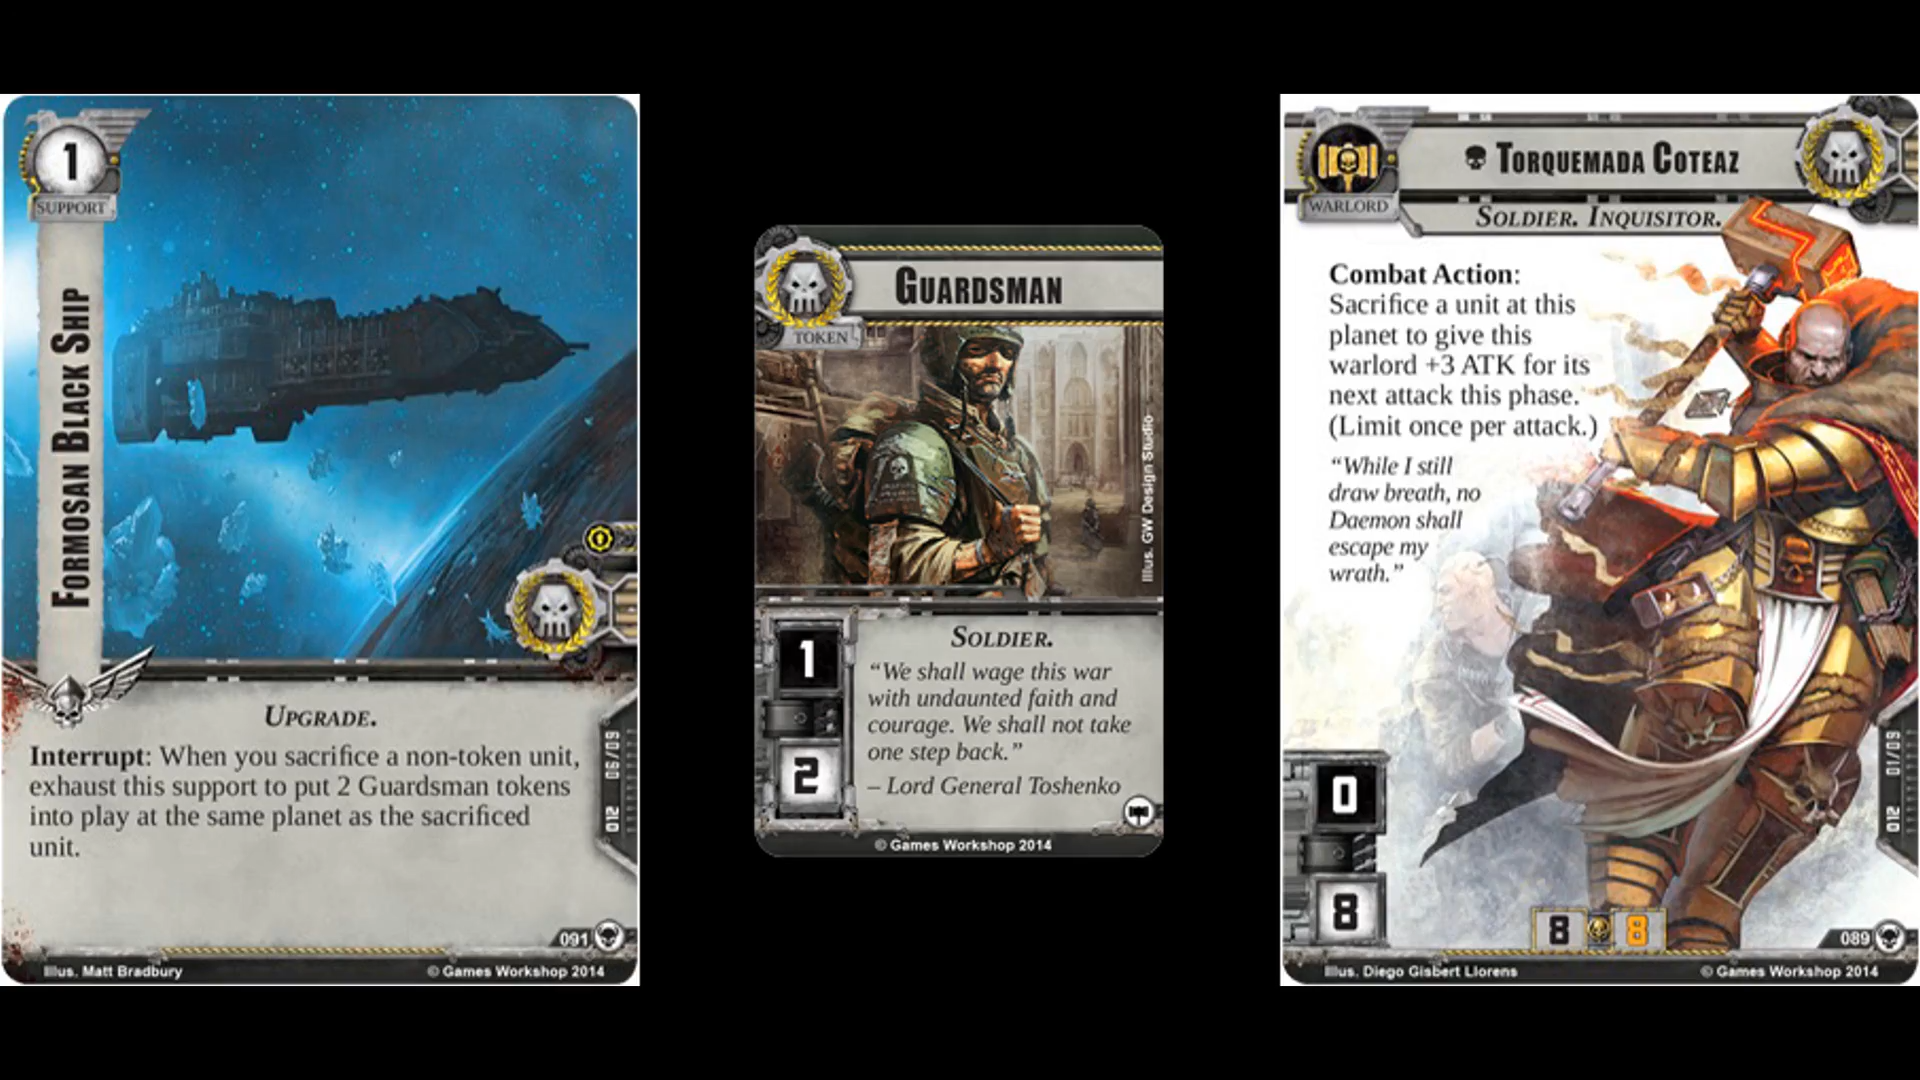 1
SUPPORT
FORMOSAN BLACK SHIP
UPGRADE.
Interrupt: When you sacrifice a non-token unit,
exhaust this support to put 2 Guardsman tokens
into play at the same planet as the sacrificed
unit.
012 06/09
091
Illus. Matt Bradbury
© Games Workshop 2014
GUARDSMAN
TOKEN
Illus. GW Design Studio
1
2
SOLDIER.
“We shall wage this war
with undaunted faith and
courage. We shall not take
one step back.”
– Lord General Toshenko
© Games Workshop 2014
TORQUEMADA COTEAZ
WARLORD
SOLDIER. INQUISITOR.
Combat Action:
Sacrifice a unit at this
planet to give this
warlord +3 ATK for its
next attack this phase.
(Limit once per attack.)
“While I still
draw breath, no
Daemon shall
escape my
wrath.”
0
8
8 8
012 01/09
089
Illus. Diego Gisbert Llorens
© Games Workshop 2014